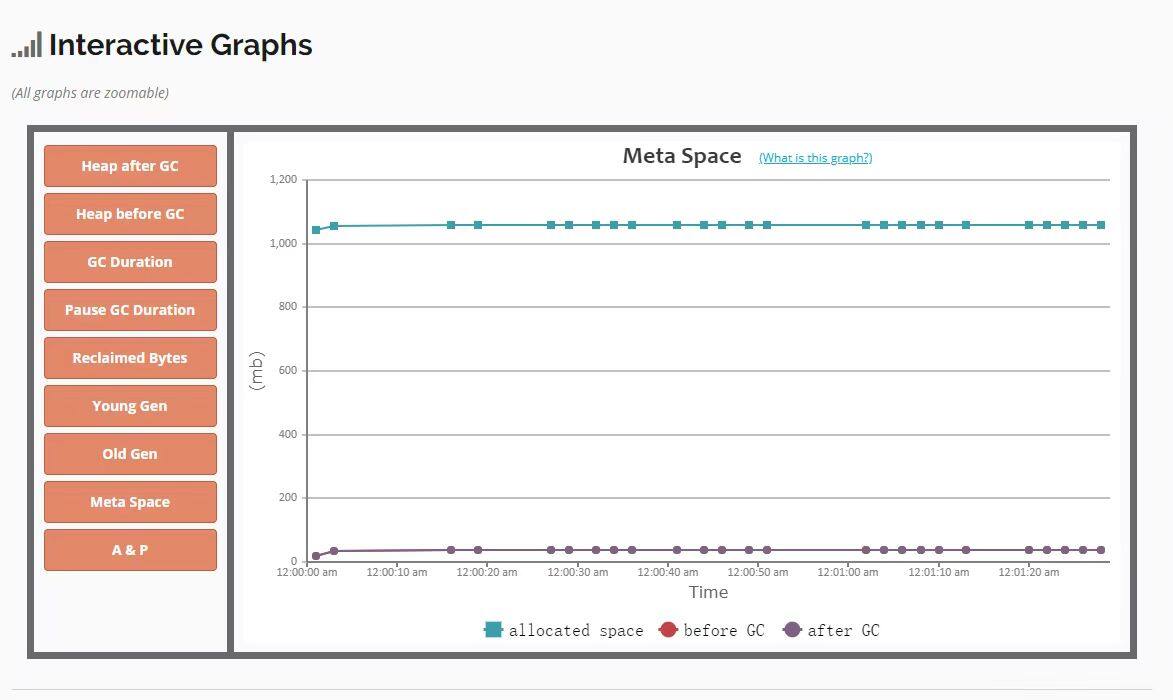 Interactive Graphs
(All graphs are zoomable)
Heap after GC
Heap before GC
GC Duration
Pause GC Duration
Reclaimed Bytes
Young Gen
Old Gen
Meta Space
A & P
Meta Space (What is this graph?)
1,200
1,000
800
600
400
200
0
(mb)
12:00:00 am 12:00:10 am 12:00:20 am 12:00:30 am 12:00:40 am 12:00:50 am 12:01:00 am 12:01:10 am 12:01:20 am
Time
allocated space before GC after GC